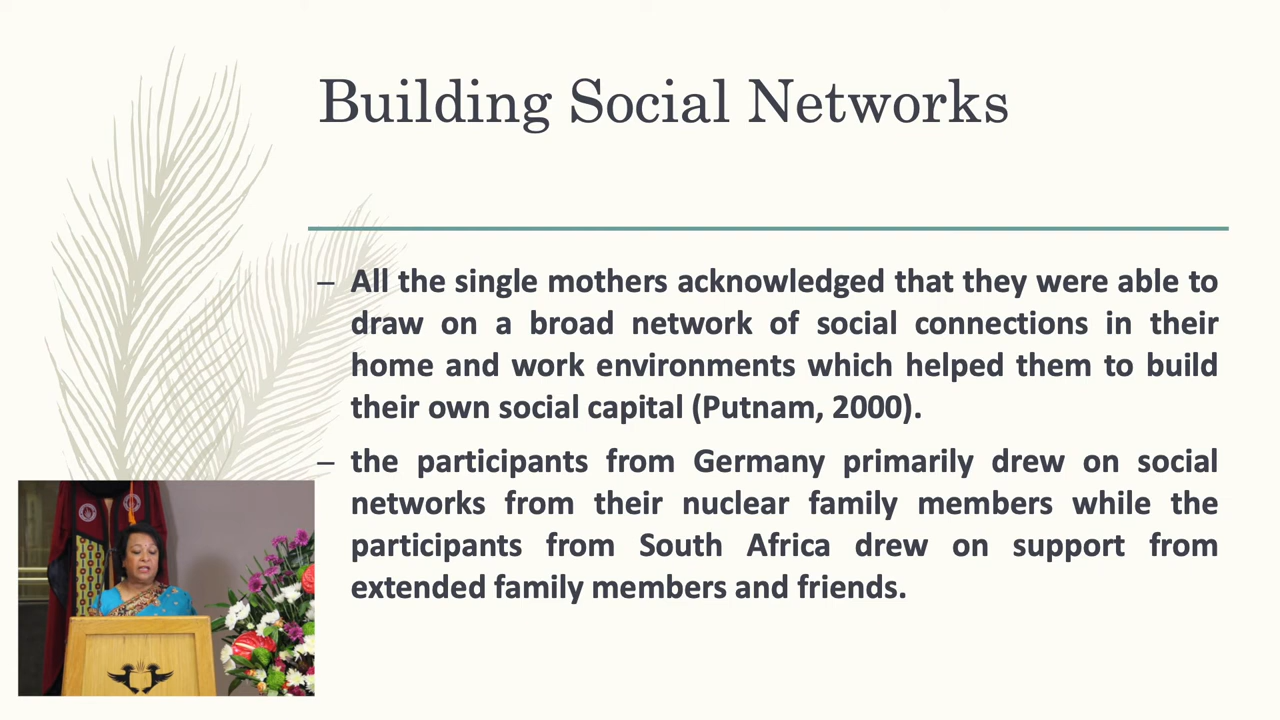 Building Social Networks
– All the single mothers acknowledged that they were able to
draw on a broad network of social connections in their
home and work environments which helped them to build
their own social capital (Putnam, 2000).
– the participants from Germany primarily drew on social
networks from their nuclear family members while the
participants from South Africa drew on support from
extended family members and friends.